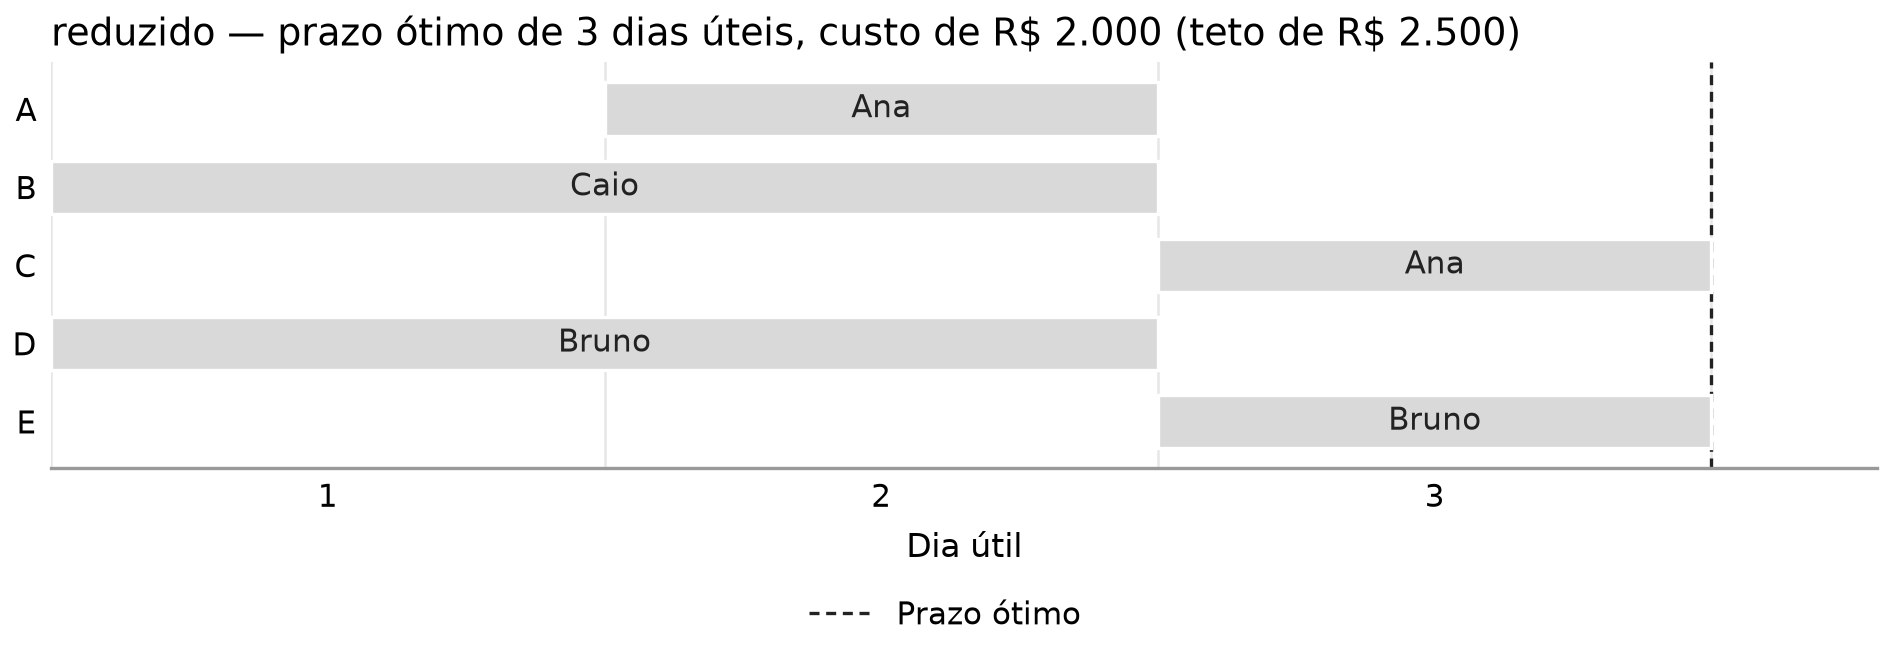 reduzido — prazo ótimo de 3 dias úteis, custo de R$ 2.000 (teto de R$ 2.500)
A
Ana
B
Caio
C
Ana
D
Bruno
E
Bruno
1 2 3
Dia útil
Prazo ótimo